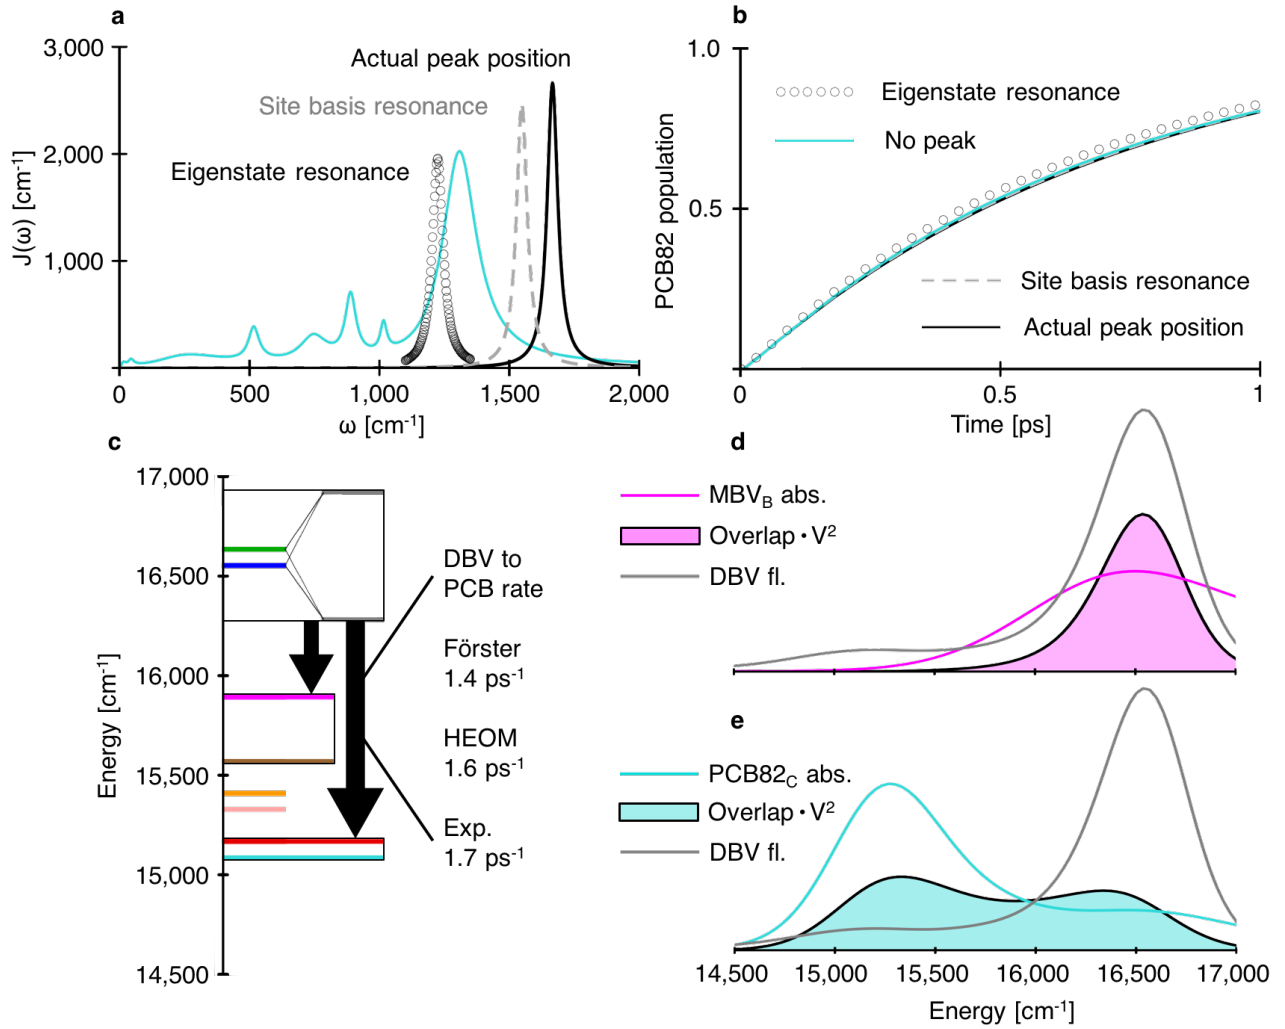 a
3,000
2,000
1,000
J(ω) [cm-1]
Actual peak position
Site basis resonance
Eigenstate resonance
0
500
1,000
1,500
2,000
ω [cm-1]
b
1.0
0.5
0
PCB82 population
Eigenstate resonance
No peak
Site basis resonance
Actual peak position
0
0.5
1
Time [ps]
c
17,000
16,500
16,000
15,500
15,000
14,500
Energy [cm-1]
DBV to
PCB rate
Förster
1.4 ps-1
HEOM
1.6 ps-1
Exp.
1.7 ps-1
d
MBVB abs.
Overlap · V2
DBV fl.
e
PCB82C abs.
Overlap · V2
DBV fl.
14,500
15,000
15,500
16,000
16,500
17,000
Energy [cm-1]